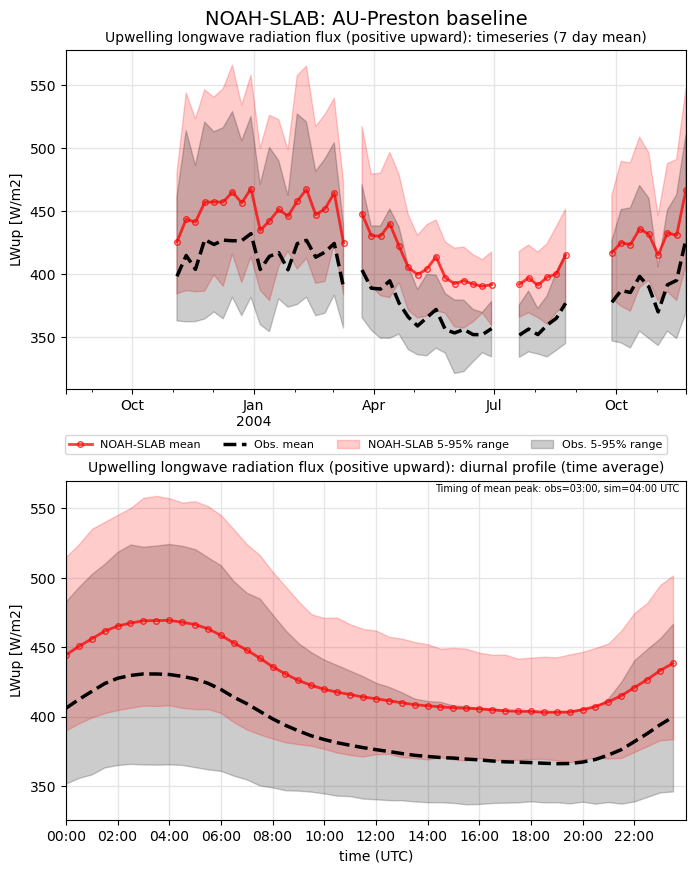 NOAH-SLAB: AU-Preston baseline
Upwelling longwave radiation flux (positive upward): timeseries (7 day mean)
550
500
450
400
350
LWup [W/m2]
Oct
Jan
2004
Apr
Jul
Oct
NOAH-SLAB mean
Obs. mean
NOAH-SLAB 5-95% range
Obs. 5-95% range
Upwelling longwave radiation flux (positive upward): diurnal profile (time average)
Timing of mean peak: obs=03:00, sim=04:00 UTC
550
500
450
400
350
LWup [W/m2]
00:00
02:00
04:00
06:00
08:00
10:00
12:00
14:00
16:00
18:00
20:00
22:00
time (UTC)